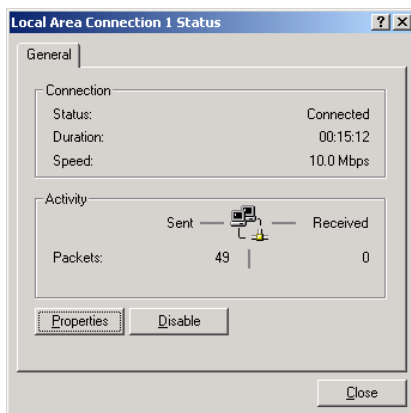 Local Area Connection 1 Status
General
Connection
Status: Connected
Duration: 00:15:12
Speed: 10.0 Mbps
Activity
Sent Received
Packets: 49 0
Properties Disable
Close